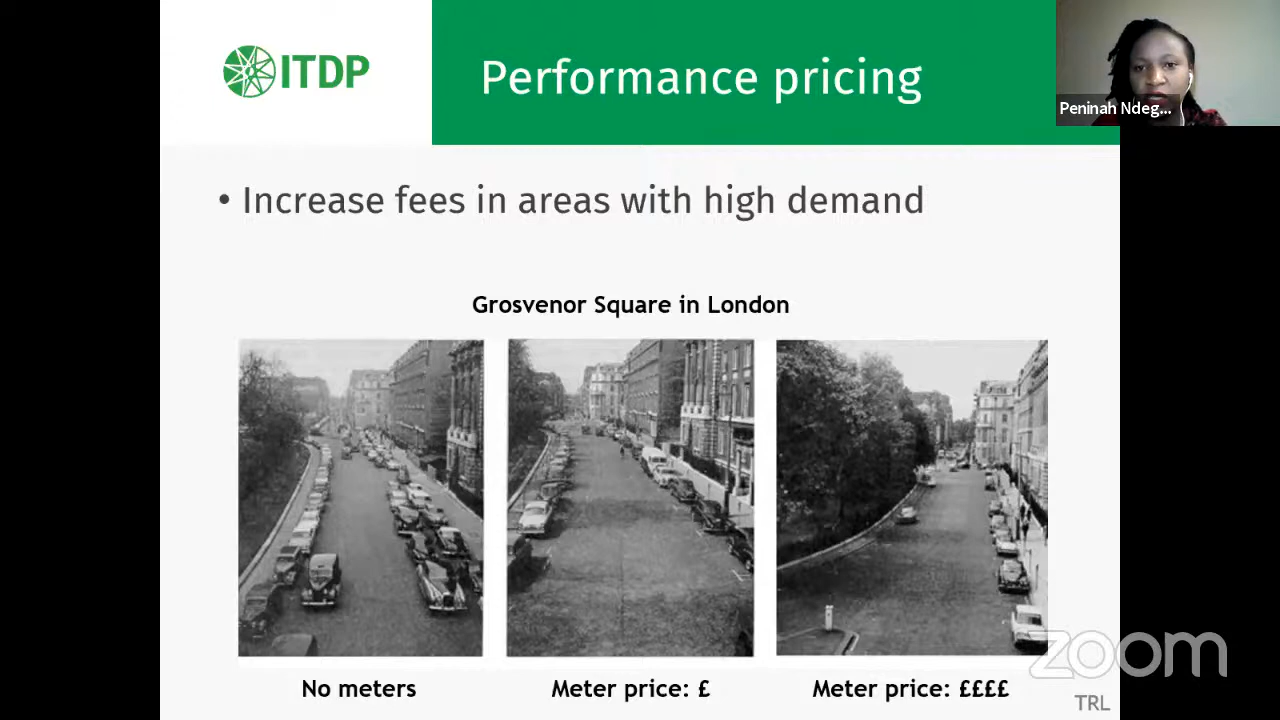 ITDP
Performance pricing
Peninah Ndeg...
• Increase fees in areas with high demand
Grosvenor Square in London
No meters
Meter price: £
Meter price: ££££
zoom
TRL